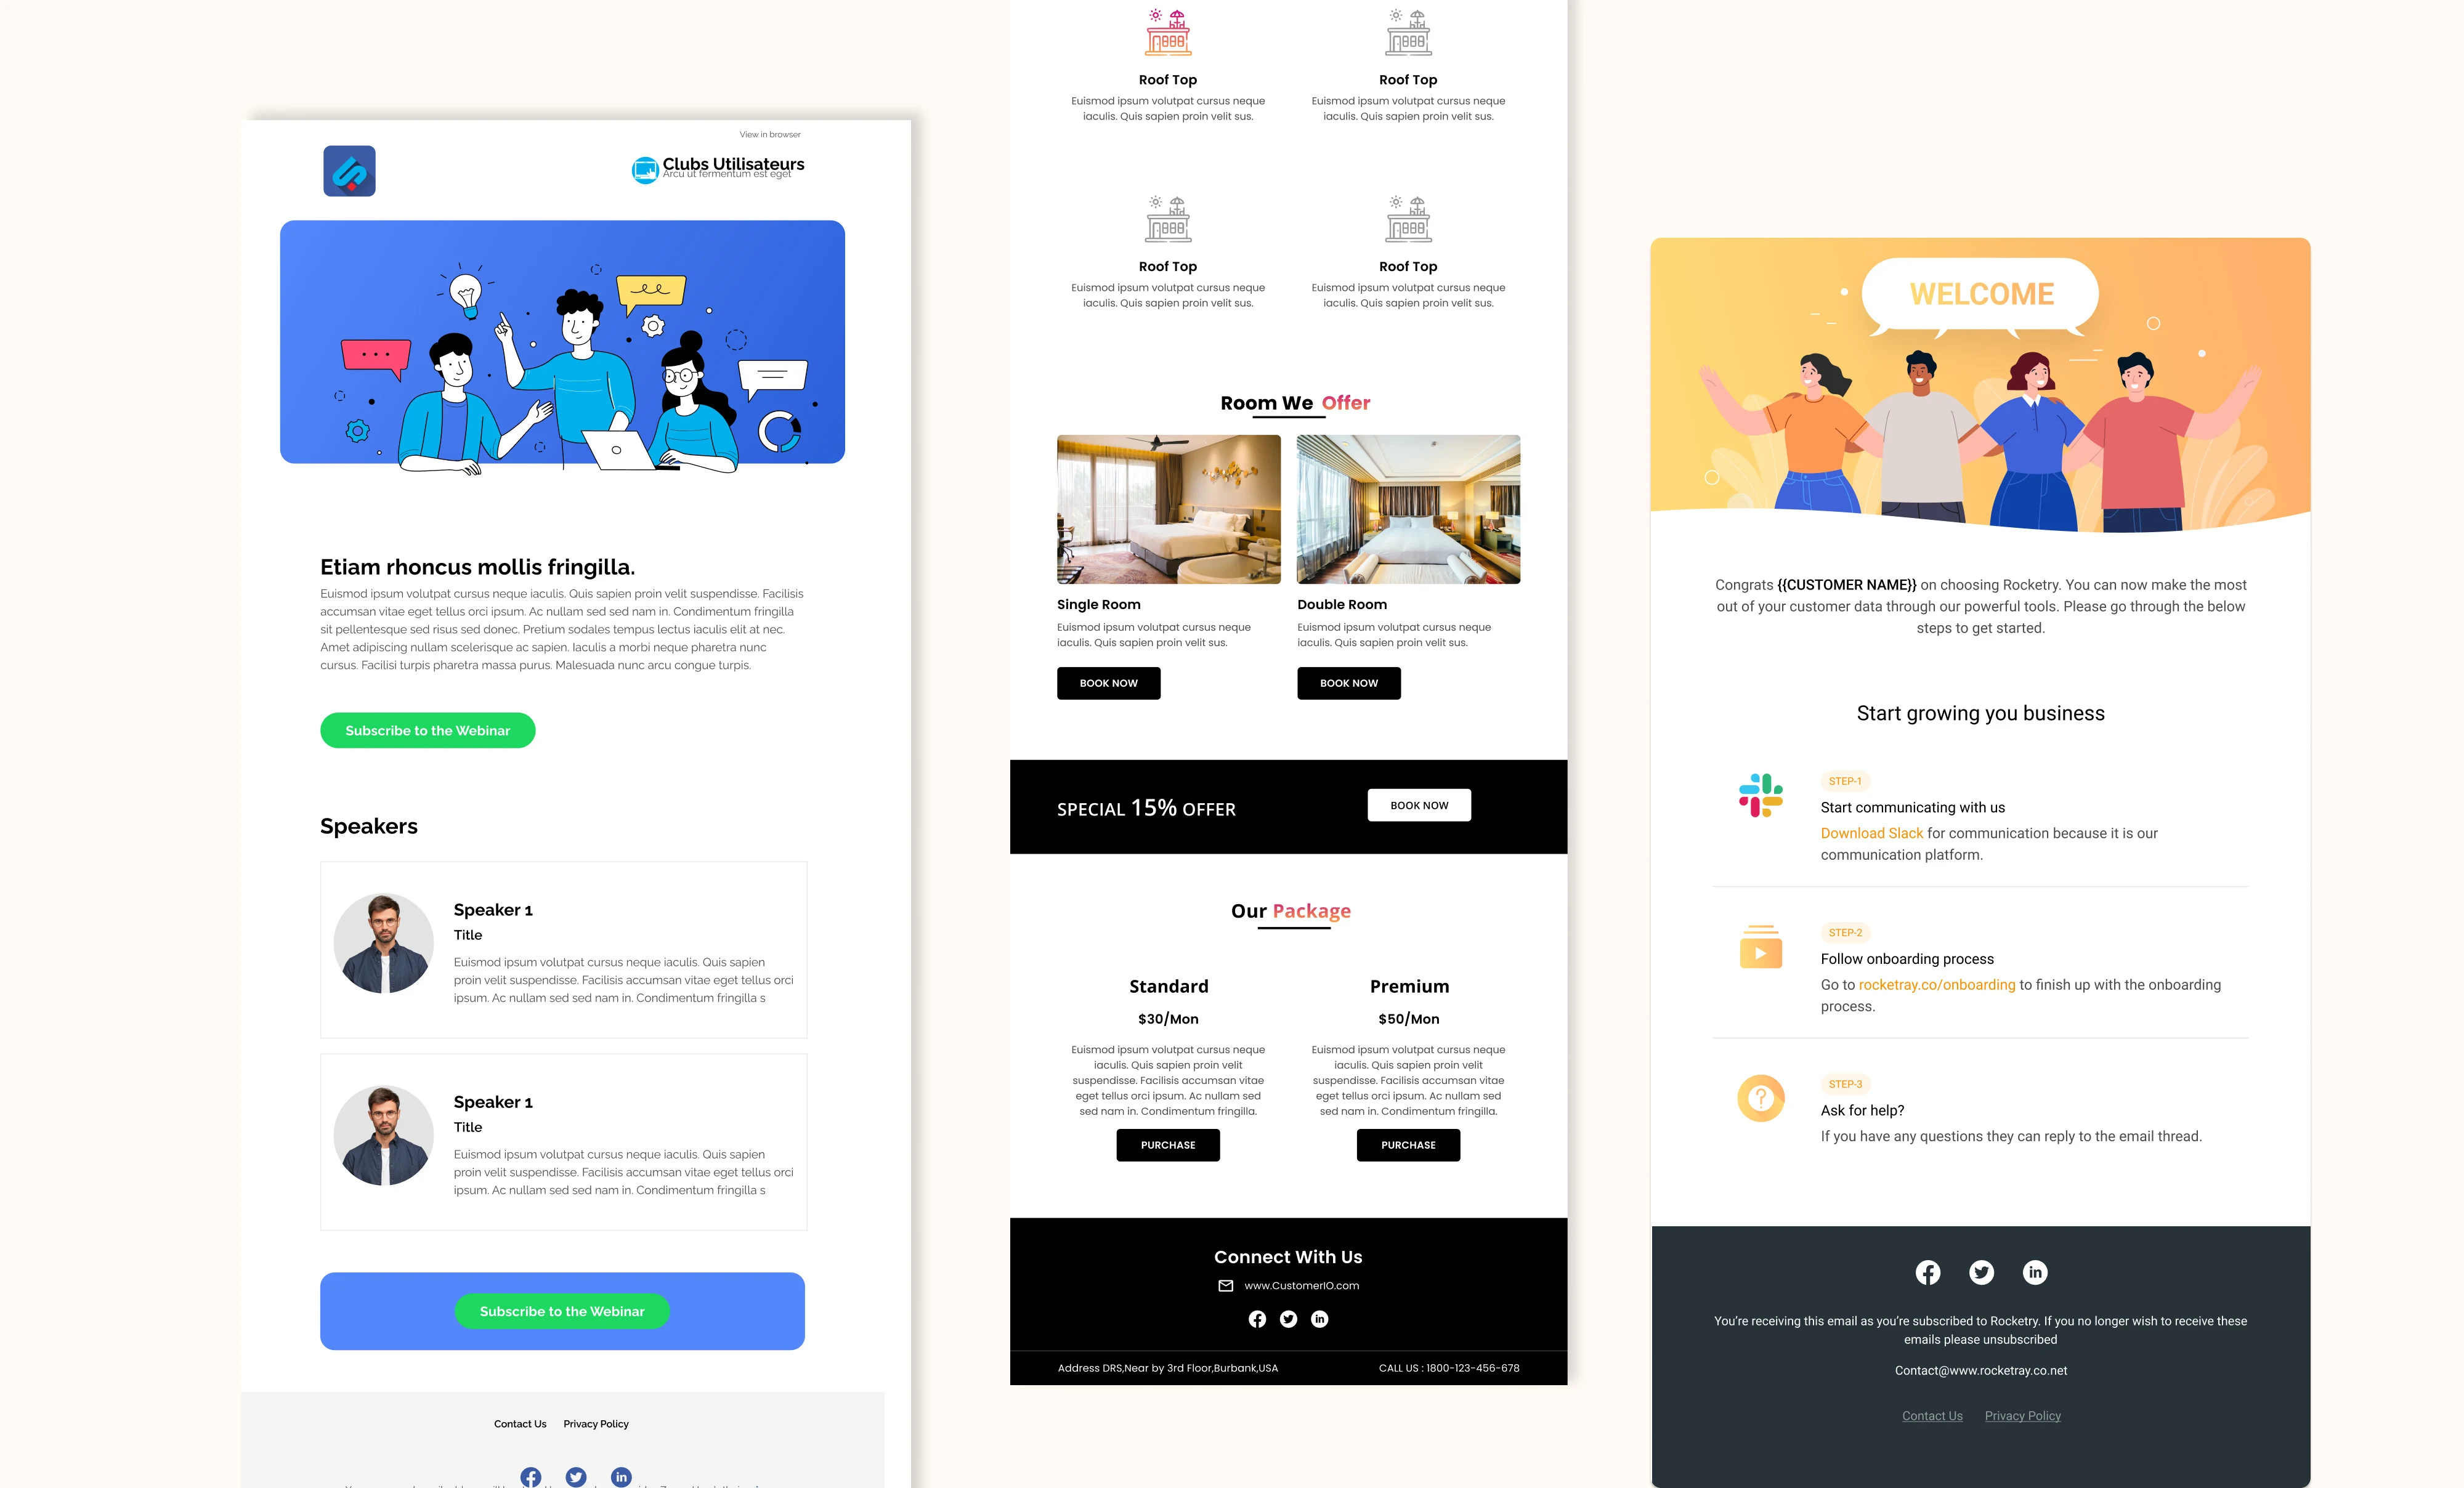 View in browser
Clubs Utilisateurs
Arcu ut fermentum est eget
Etiam rhoncus mollis fringilla.
Euismod ipsum volutpat cursus neque iaculis. Quis sapien proin velit suspendisse. Facilisis
accumsan vitae eget tellus orci ipsum. Ac nullam sed sed nam in. Condimentum fringilla
sit pellentesque sed risus sed donec. Pretium sodales tempus lectus iaculis elit at nec.
Amet adipiscing nullam scelerisque ac sapien. Iaculis a morbi neque pharetra nunc
cursus. Facilisi turpis pharetra massa purus. Malesuada nunc arcu congue turpis.
Subscribe to the Webinar
Speakers
Speaker 1
Title
Euismod ipsum volutpat cursus neque iaculis. Quis sapien
proin velit suspendisse. Facilisis accumsan vitae eget tellus orci
ipsum. Ac nullam sed sed nam in. Condimentum fringilla s
Speaker 1
Title
Euismod ipsum volutpat cursus neque iaculis. Quis sapien
proin velit suspendisse. Facilisis accumsan vitae eget tellus orci
ipsum. Ac nullam sed sed nam in. Condimentum fringilla s
Subscribe to the Webinar
Contact Us Privacy Policy
Roof Top
Euismod ipsum volutpat cursus neque
iaculis. Quis sapien proin velit sus.
Roof Top
Euismod ipsum volutpat cursus neque
iaculis. Quis sapien proin velit sus.
Roof Top
Euismod ipsum volutpat cursus neque
iaculis. Quis sapien proin velit sus.
Roof Top
Euismod ipsum volutpat cursus neque
iaculis. Quis sapien proin velit sus.
Room We Offer
Single Room
Euismod ipsum volutpat cursus neque
iaculis. Quis sapien proin velit sus.
BOOK NOW
Double Room
Euismod ipsum volutpat cursus neque
iaculis. Quis sapien proin velit sus.
BOOK NOW
SPECIAL 15% OFFER
BOOK NOW
Our Package
Standard
$30/Mon
Euismod ipsum volutpat cursus neque
iaculis. Quis sapien proin velit
suspendisse. Facilisis accumsan vitae
eget tellus orci ipsum. Ac nullam sed
sed nam in. Condimentum fringilla.
PURCHASE
Premium
$50/Mon
Euismod ipsum volutpat cursus neque
iaculis. Quis sapien proin velit
suspendisse. Facilisis accumsan vitae
eget tellus orci ipsum. Ac nullam sed
sed nam in. Condimentum fringilla.
PURCHASE
Connect With Us
www.CustomerIO.com
Address DRS,Near by 3rd Floor,Burbank,USA
CALL US : 1800-123-456-678
WELCOME
Congrats {{CUSTOMER NAME}} on choosing Rocketry. You can now make the most
out of your customer data through our powerful tools. Please go through the below
steps to get started.
Start growing you business
STEP-1
Start communicating with us
Download Slack for communication because it is our
communication platform.
STEP-2
Follow onboarding process
Go to rocketray.co/onboarding to finish up with the onboarding
process.
STEP-3
Ask for help?
If you have any questions they can reply to the email thread.
You're receiving this email as you're subscribed to Rocketry. If you no longer wish to receive these
emails please unsubscribed
Contact@www.rocketray.co.net
Contact Us Privacy Policy